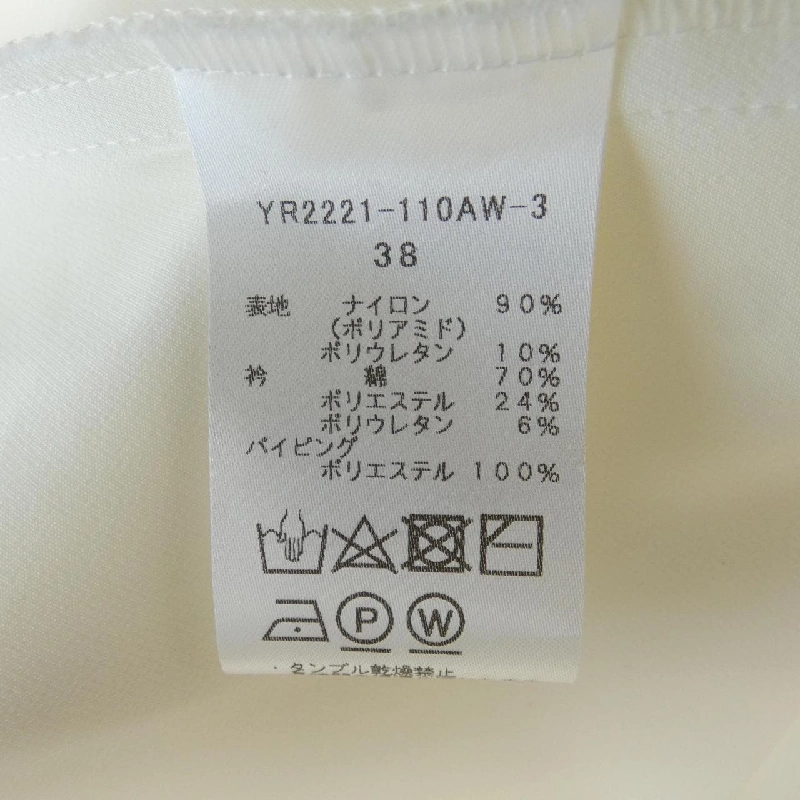 YR2221-110AW-3
38
表地 ナイロン 90%
(ポリアミド)
ポリウレタン 10%
衿 綿 70%
ポリエステル 24%
ポリウレタン 6%
パイピング
ポリエステル 100%
P W
・タンブル乾燥禁止